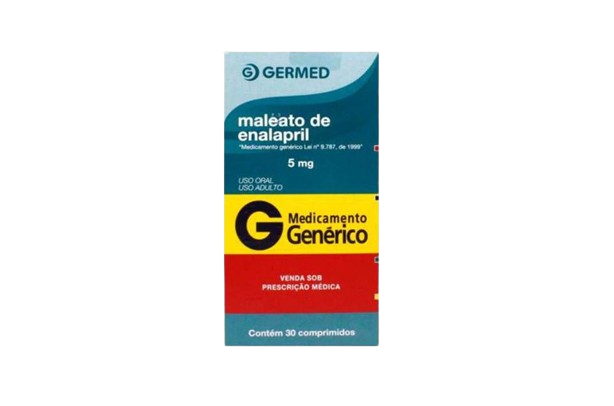 G GERMED
maleato de
enalapril
"Medicamento genérico Lei nº 9.787, de 1999"
5 mg
USO ORAL
USO ADULTO
G Medicamento
Genérico
VENDA SOB
PRESCRIÇÃO MÉDICA
Contém 30 comprimidos